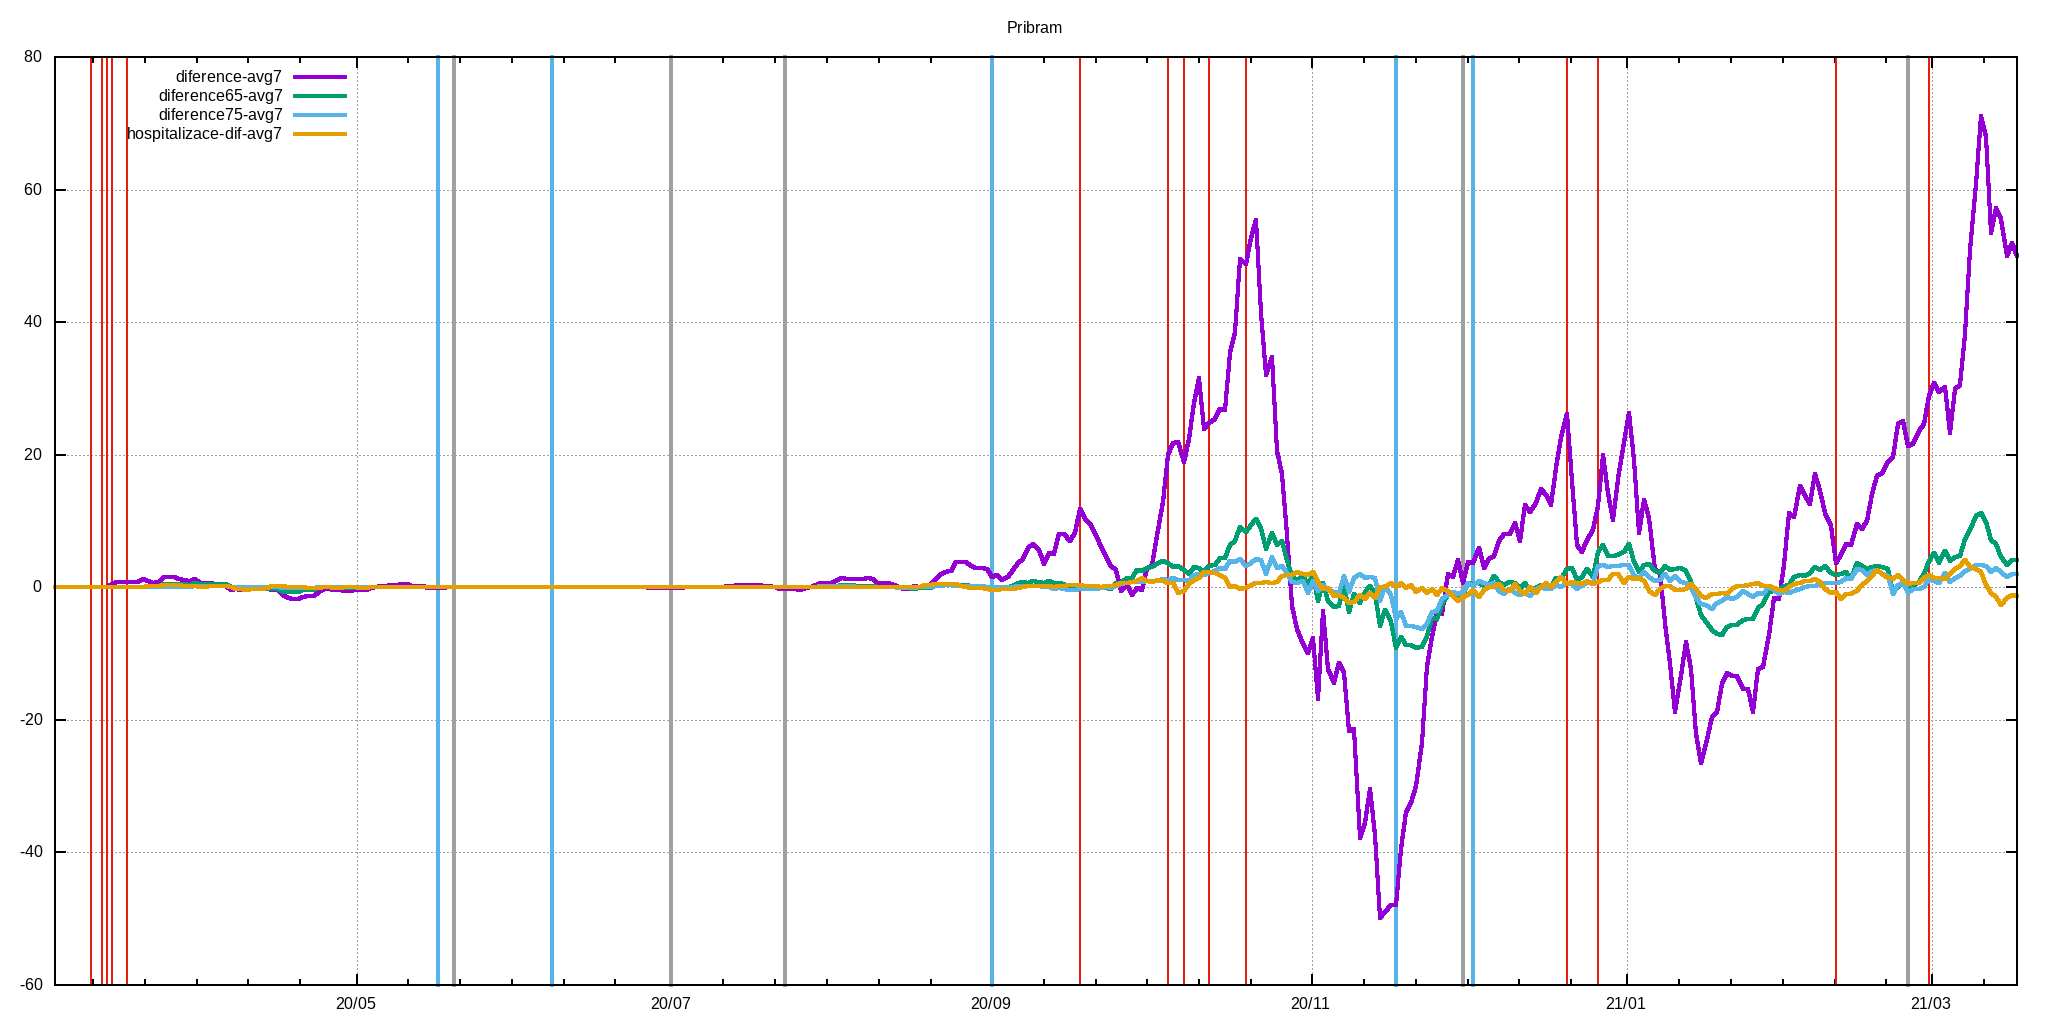 Pribram
80
60
40
20
0
-20
-40
-60
diference-avg7
diference65-avg7
diference75-avg7
hospitalizace-dif-avg7
20/05
20/07
20/09
20/11
21/01
21/03